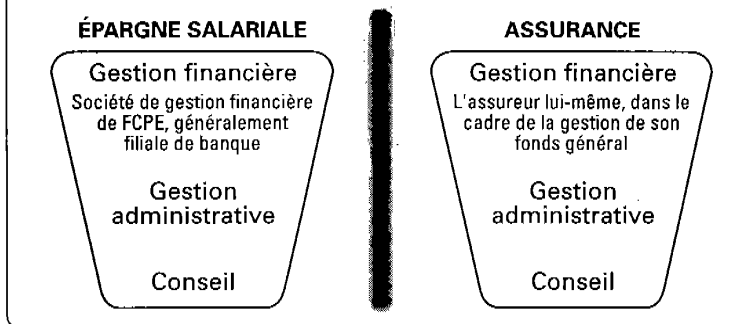 ÉPARGNE SALARIALE
Gestion financière
Société de gestion financière
de FCPE, généralement
filiale de banque
Gestion
administrative
Conseil
ASSURANCE
Gestion financière
L'assureur lui-même, dans le
cadre de la gestion de son
fonds général
Gestion
administrative
Conseil